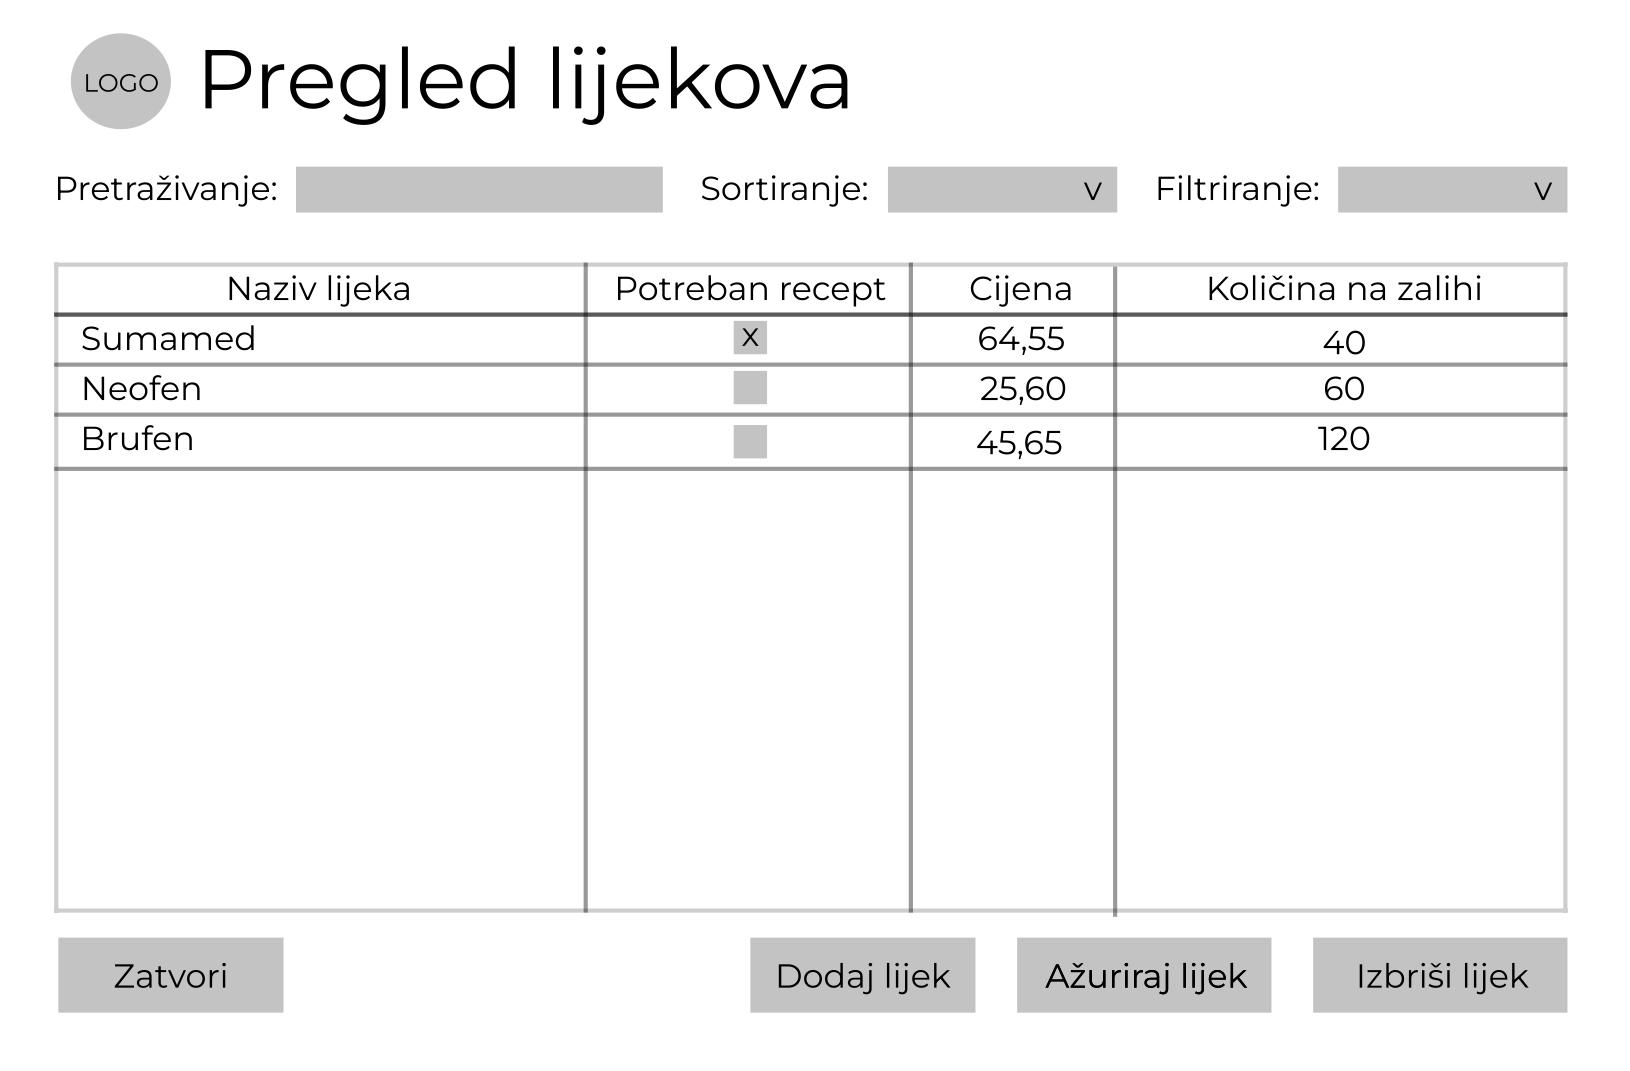 LOGO Pregled lijekova
Pretraživanje: Sortiranje: v Filtriranje: v
Naziv lijeka Potreban recept Cijena Količina na zalihi
Sumamed x 64,55 40
Neofen 25,60 60
Brufen 45,65 120
Zatvori Dodaj lijek Ažuriraj lijek Izbriši lijek